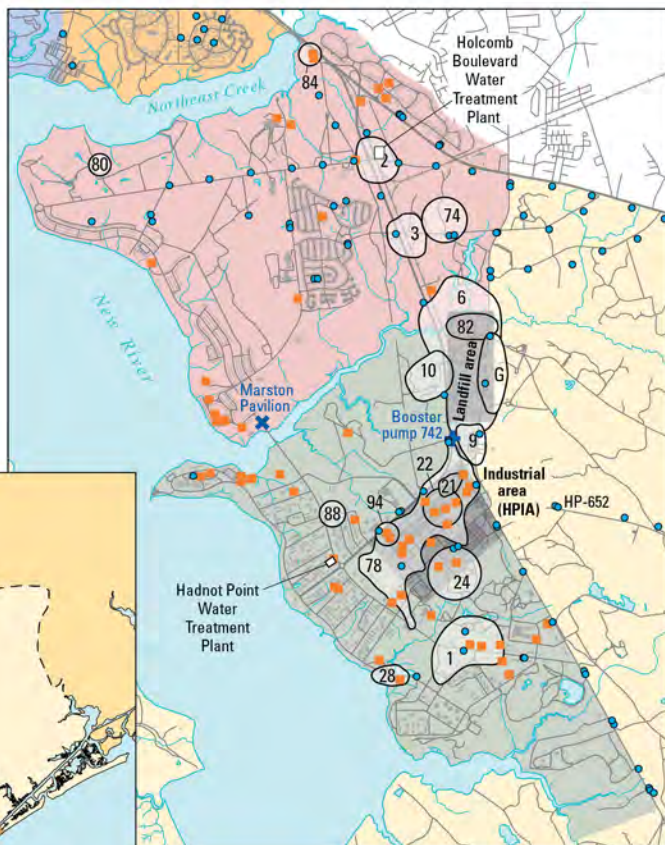 Holcomb
Boulevard
Water
Treatment
Plant
Northeast Creek
84
80
2
74
3
New River
6
82
Landfill area
G
10
Marston
Pavilion
Booster
pump 742
9
22
Industrial
area
(HPIA)
21
HP-652
94
88
78
24
Hadnot Point
Water
Treatment
Plant
1
28